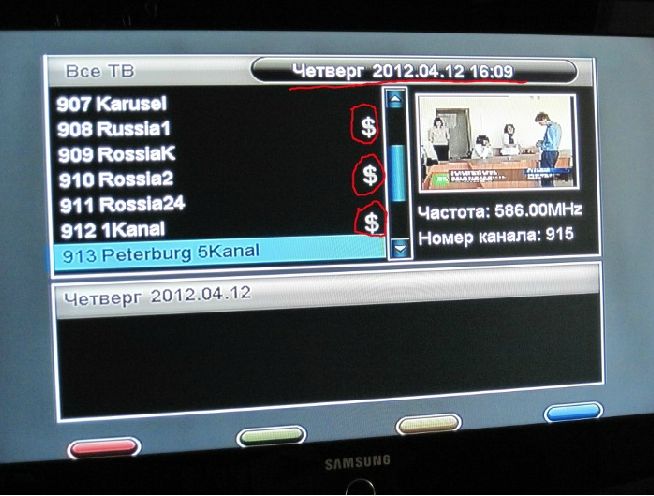 Все ТВ
Четверг 2012.04.12 16:09
907 Karusel
908 Russia1
$
909 RossiaK
910 Rossia2
$
911 Rossia24
912 1Kanal
$
913 Peterburg 5Kanal
Частота: 586.00MHz
Номер канала: 915
Четверг 2012.04.12
SAMSUNG